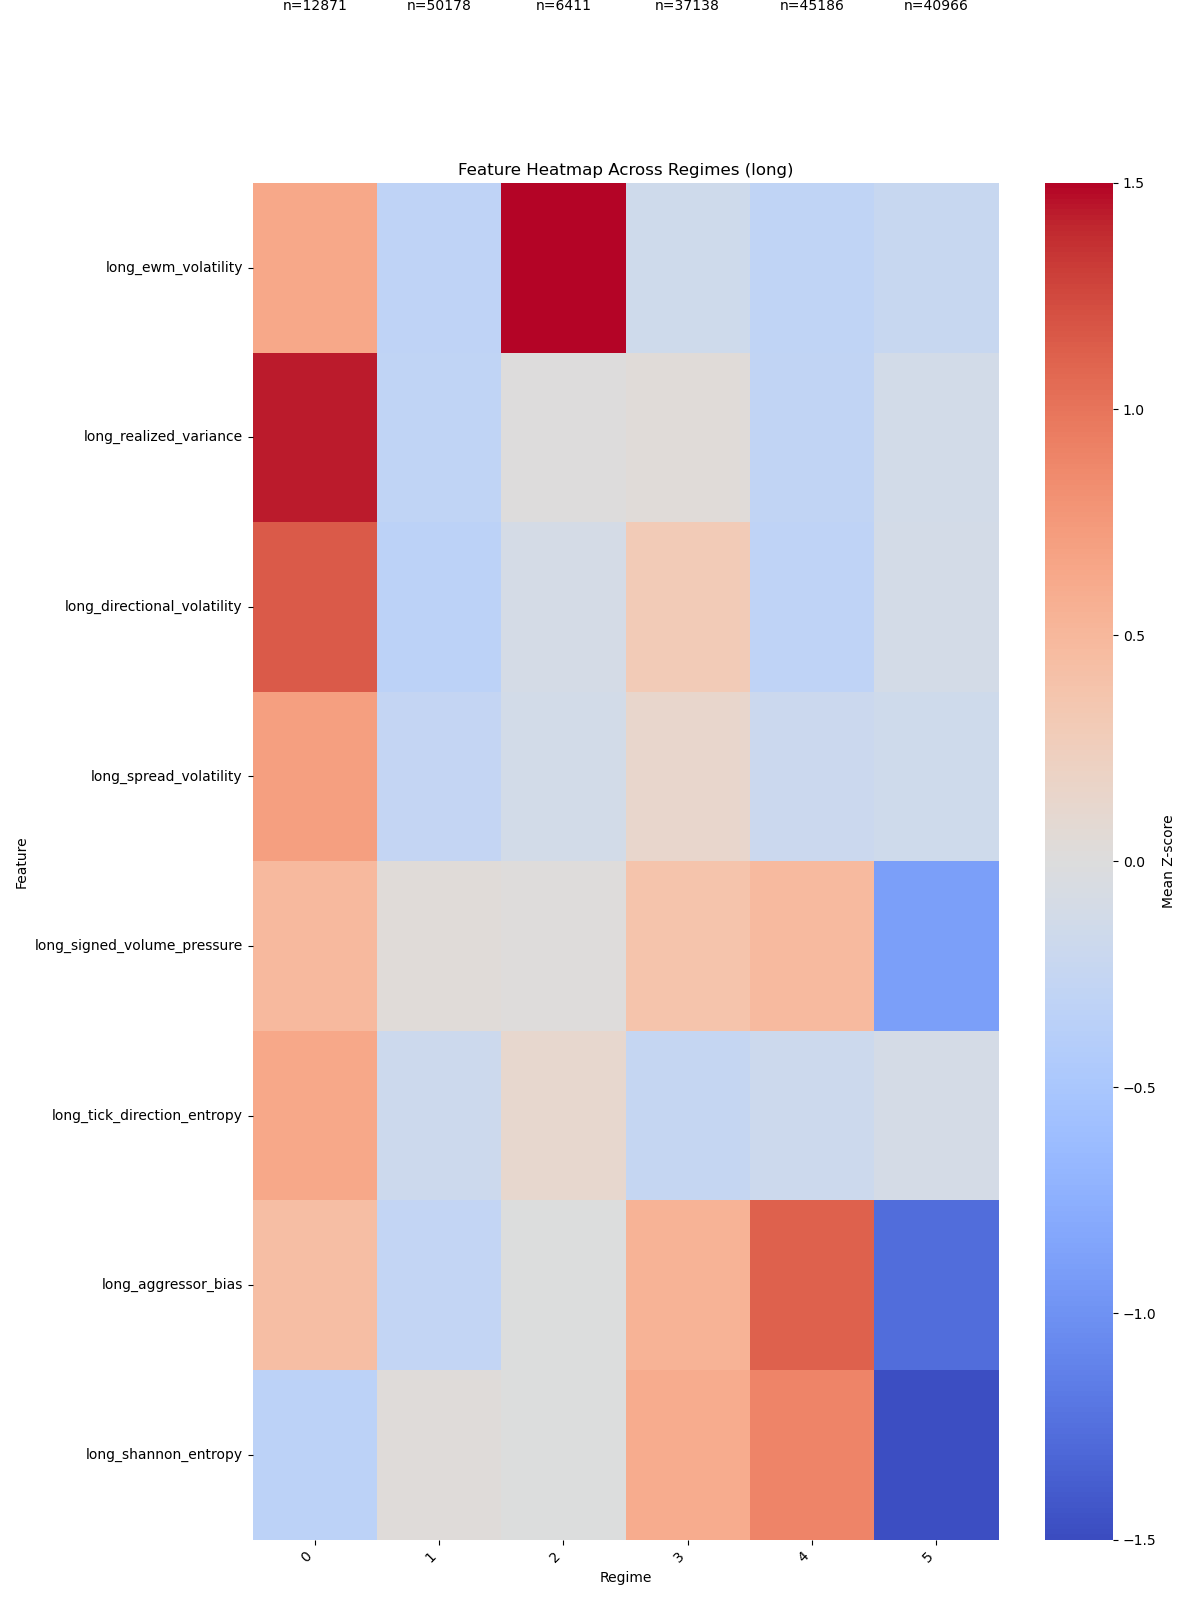 n=12871 n=50178 n=6411 n=37138 n=45186 n=40966
Feature Heatmap Across Regimes (long)
long_ewm_volatility
long_realized_variance
long_directional_volatility
long_spread_volatility
long_signed_volume_pressure
long_tick_direction_entropy
long_aggressor_bias
long_shannon_entropy
Feature
0 1 2 3 4 5
Regime
1.5
1.0
0.5
0.0
−0.5
−1.0
−1.5
Mean Z-score